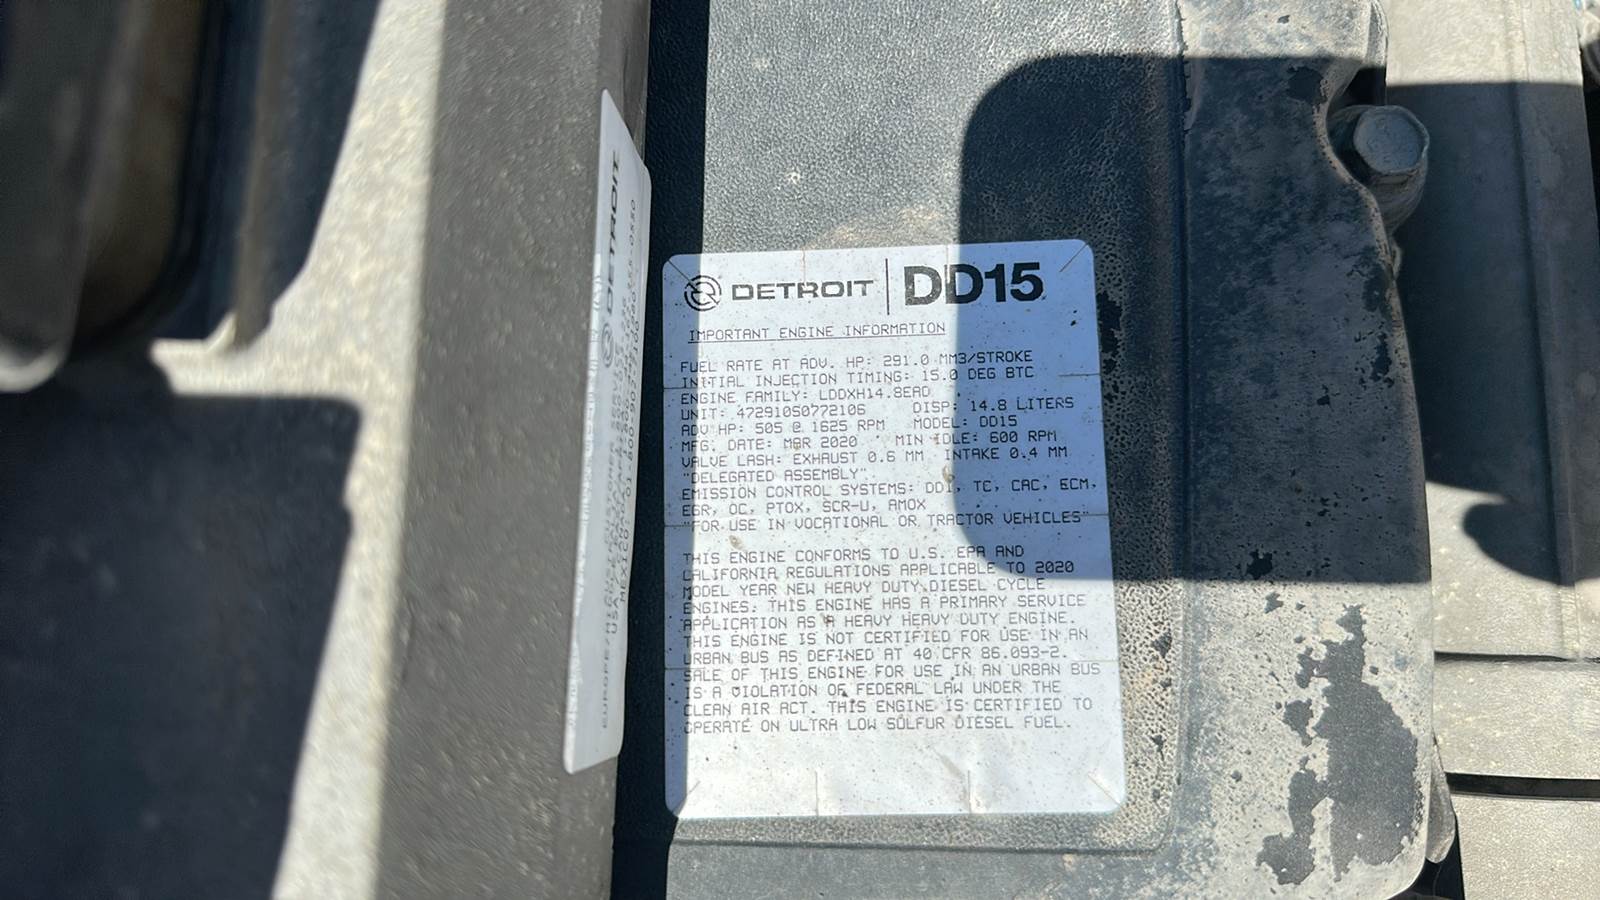 DETROIT DD15
IMPORTANT ENGINE INFORMATION
FUEL RATE AT ADV. HP: 291.0 MM3/STROKE
INITIAL INJECTION TIMING: 15.0 DEG BTC
ENGINE FAMILY: LDDXH14.8EAD
UNIT: 472910S0772106 DISP: 14.8 LITERS
ADV HP: 505 @ 1625 RPM MODEL: DD15
MFG. DATE: MAR 2020 MIN IDLE: 600 RPM
VALVE LASH: EXHAUST 0.6 MM INTAKE 0.4 MM
"DELEGATED ASSEMBLY"
EMISSION CONTROL SYSTEMS: DDI, TC, CAC, ECM,
EGR, OC, PTOX, SCR-U, AMOX
"FOR USE IN VOCATIONAL OR TRACTOR VEHICLES"
THIS ENGINE CONFORMS TO U.S. EPA AND
CALIFORNIA REGULATIONS APPLICABLE TO 2020
MODEL YEAR NEW HEAVY DUTY DIESEL CYCLE
ENGINES. THIS ENGINE HAS A PRIMARY SERVICE
APPLICATION AS A HEAVY HEAVY DUTY ENGINE.
THIS ENGINE IS NOT CERTIFIED FOR USE IN AN
URBAN BUS AS DEFINED AT 40 CFR 86.093-2.
SALE OF THIS ENGINE FOR USE IN AN URBAN BUS
IS A VIOLATION OF FEDERAL LAW UNDER THE
CLEAN AIR ACT. THIS ENGINE IS CERTIFIED TO
OPERATE ON ULTRA LOW SULFUR DIESEL FUEL.
DETROIT
MEXICO